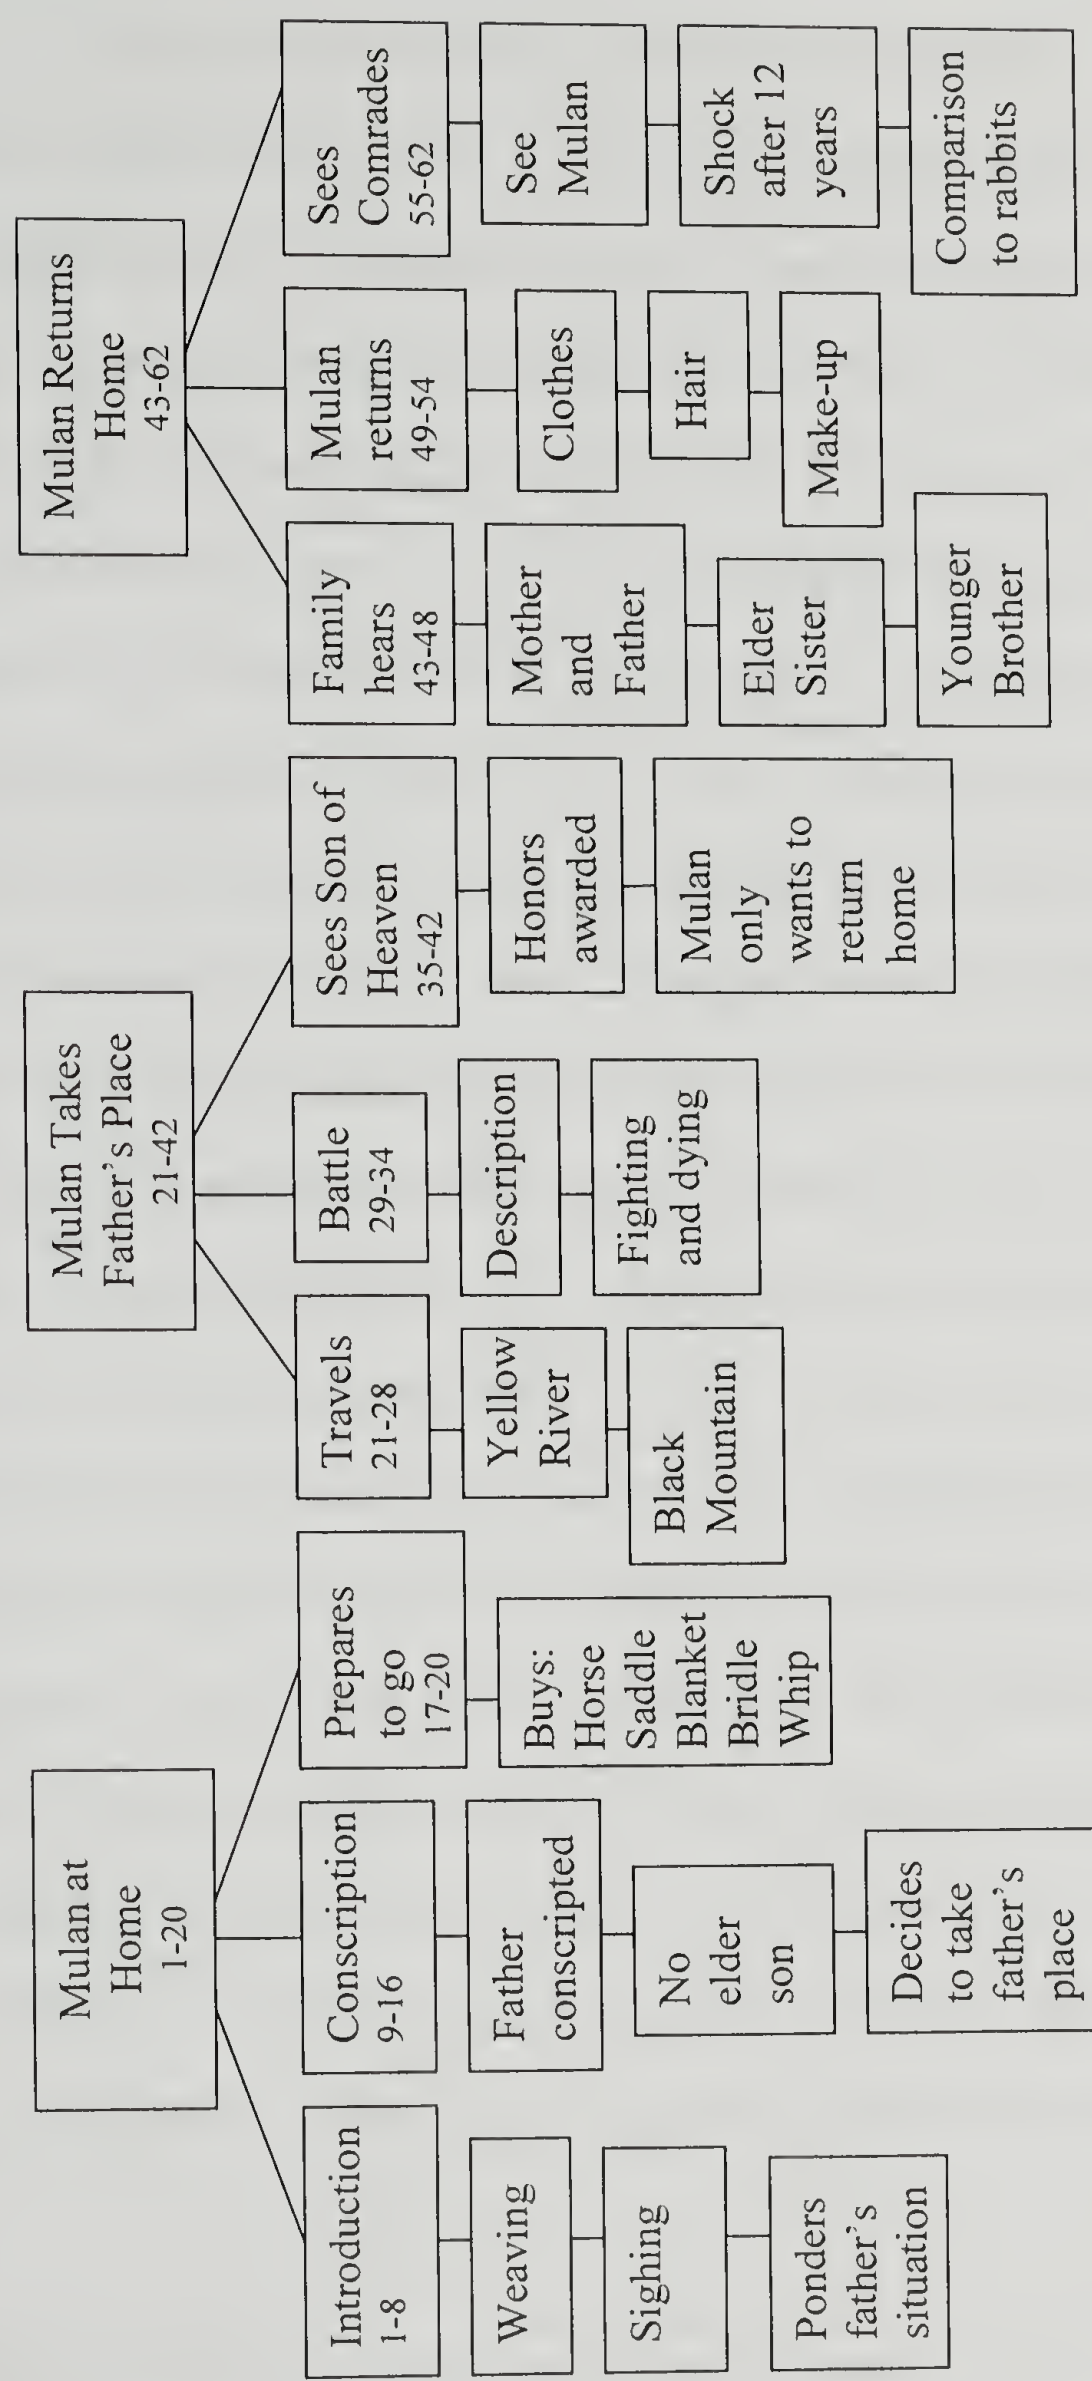 Mulan at
Home
1-20
Introduction
1-8
Weaving
Sighing
Ponders
father's
situation
Conscription
9-16
Father
conscripted
No
elder
son
Decides
to take
father's
place
Prepares
to go
17-20
Buys:
Horse
Saddle
Blanket
Bridle
Whip
Mulan Takes
Father's Place
21-42
Travels
21-28
Yellow
River
Black
Mountain
Battle
29-34
Description
Fighting
and dying
Sees Son of
Heaven
35-42
Honors
awarded
Mulan
only
wants to
return
home
Mulan Returns
Home
43-62
Family
hears
43-48
Mother
and
Father
Elder
Sister
Younger
Brother
Mulan
returns
49-54
Clothes
Hair
Make-up
Sees
Comrades
55-62
See
Mulan
Shock
after 12
years
Comparison
to rabbits